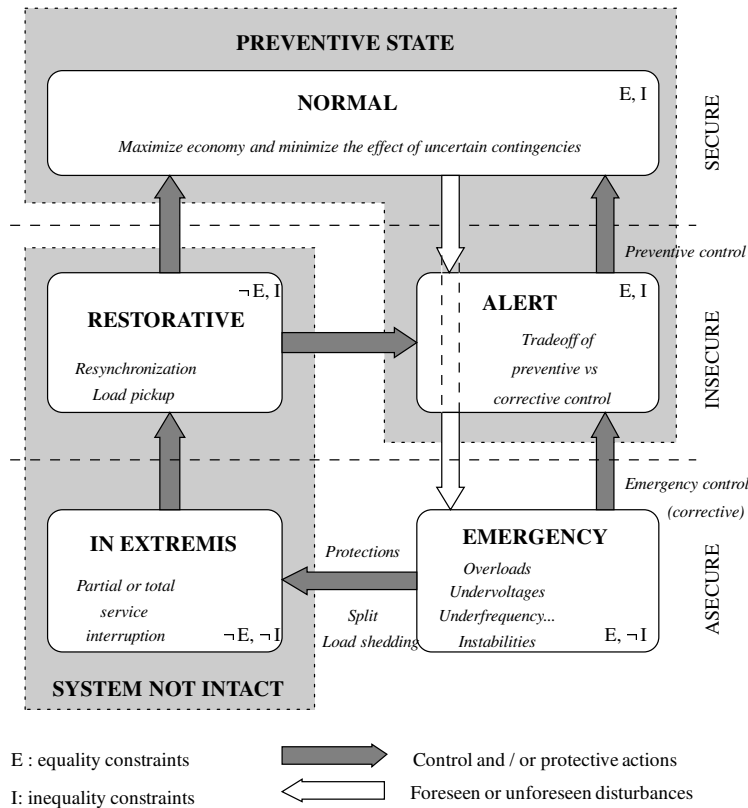 PREVENTIVE STATE
NORMAL
E, I
Maximize economy and minimize the effect of uncertain contingencies
SECURE
Preventive control
RESTORATIVE
¬E, I
Resynchronization
Load pickup
ALERT
E, I
Tradeoff of
preventive vs
corrective control
INSECURE
Emergency control
(corrective)
IN EXTREMIS
Partial or total
service
interruption
¬E, ¬I
Protections
Split
Load shedding
EMERGENCY
Overloads
Undervoltages
Underfrequency...
Instabilities
E, ¬I
ASECURE
SYSTEM NOT INTACT
E : equality constraints
Control and / or protective actions
I: inequality constraints
Foreseen or unforeseen disturbances